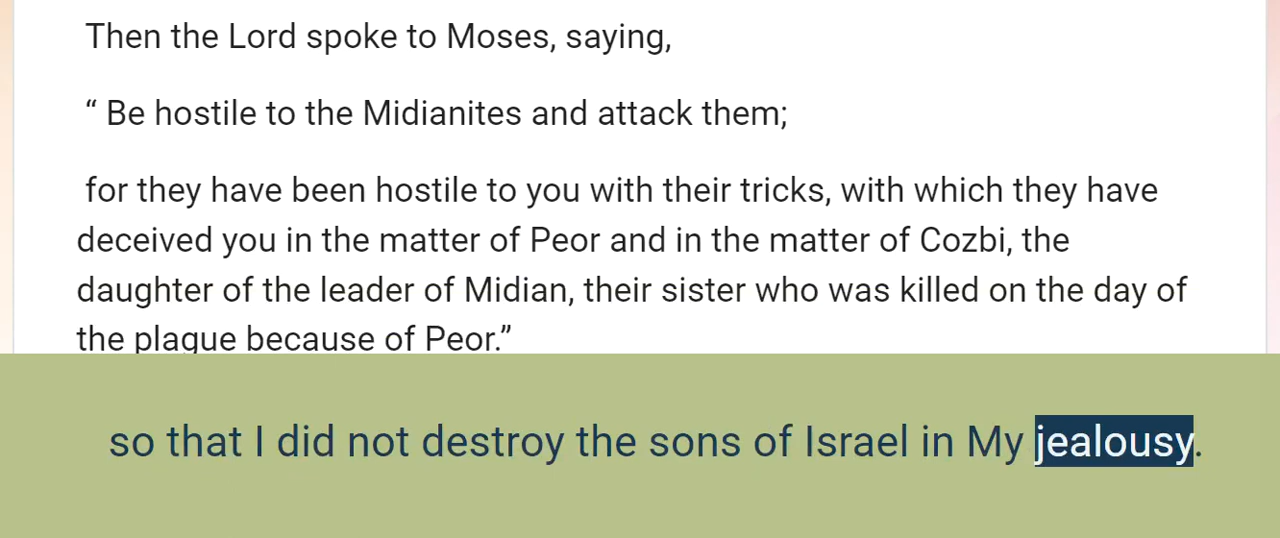 Then the Lord spoke to Moses, saying,
“ Be hostile to the Midianites and attack them;
for they have been hostile to you with their tricks, with which they have
deceived you in the matter of Peor and in the matter of Cozbi, the
daughter of the leader of Midian, their sister who was killed on the day of
the plague because of Peor.”
so that I did not destroy the sons of Israel in My jealousy.